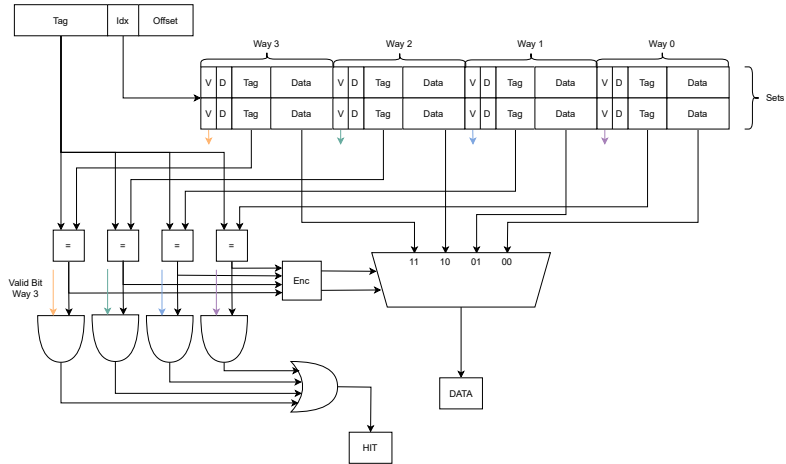 Tag Idx Offset
Way 3 Way 2 Way 1 Way 0
V D Tag Data V D Tag Data V D Tag Data V D Tag Data
V D Tag Data V D Tag Data V D Tag Data V D Tag Data
Sets
= = = =
11 10 01 00
Valid Bit
Way 3
Enc
DATA
HIT